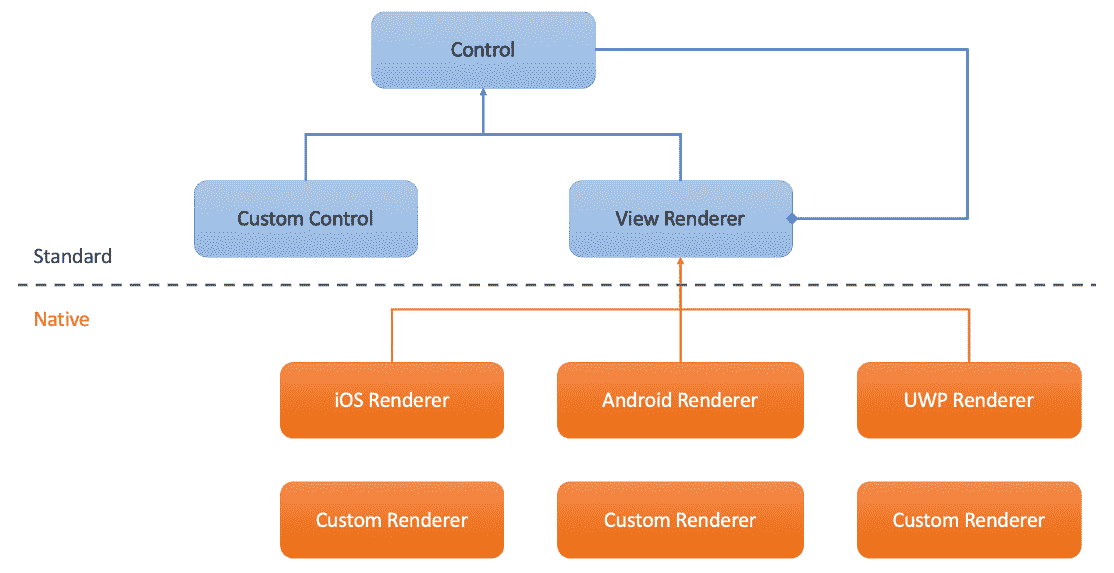 Control
Custom Control
View Renderer
Standard
Native
iOS Renderer
Android Renderer
UWP Renderer
Custom Renderer
Custom Renderer
Custom Renderer